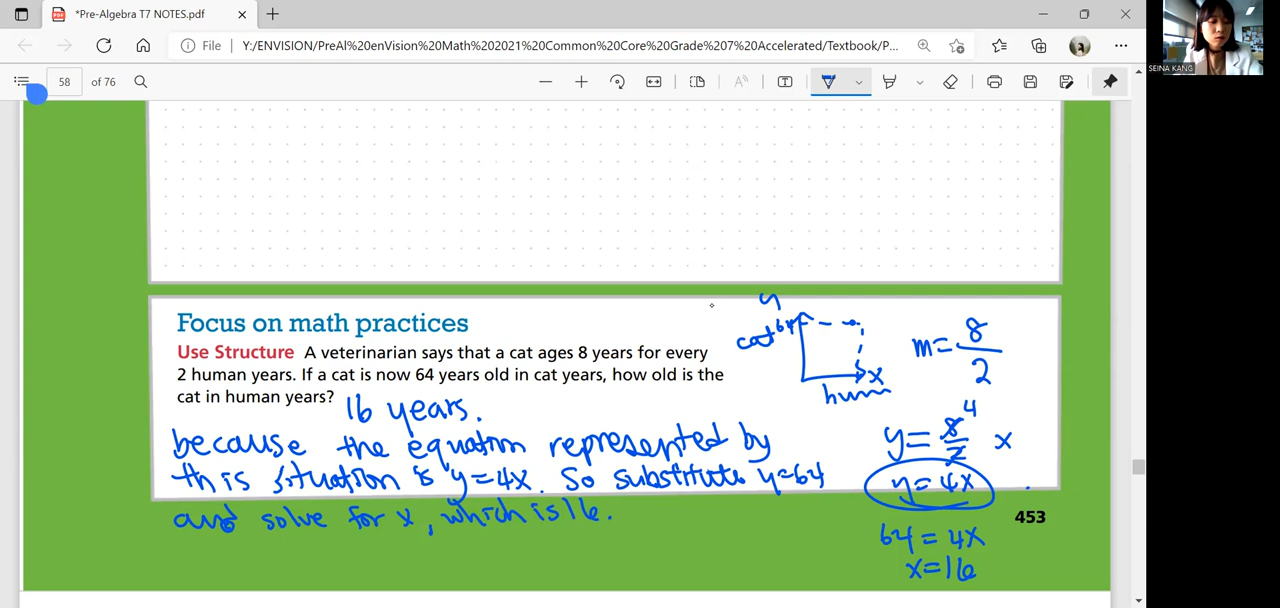 *Pre-Algebra T7 NOTES.pdf
File Y:/ENVISION/PreAl%20enVision%20Math%202021%20Common%20Core%20Grade%207%20Accelerated/Textbook/P...
58 of 76
SEINA KANG
Focus on math practices
Use Structure A veterinarian says that a cat ages 8 years for every
2 human years. If a cat is now 64 years old in cat years, how old is the
cat in human years? 16 years.
because the equation represented by
this situation is y=4x. So substitute y=64
and solve for x, which is 16.
y
cat 64
x
hum
m = 8/2
y = 8/2 4 x
y = 4x
64 = 4x
x = 16
453